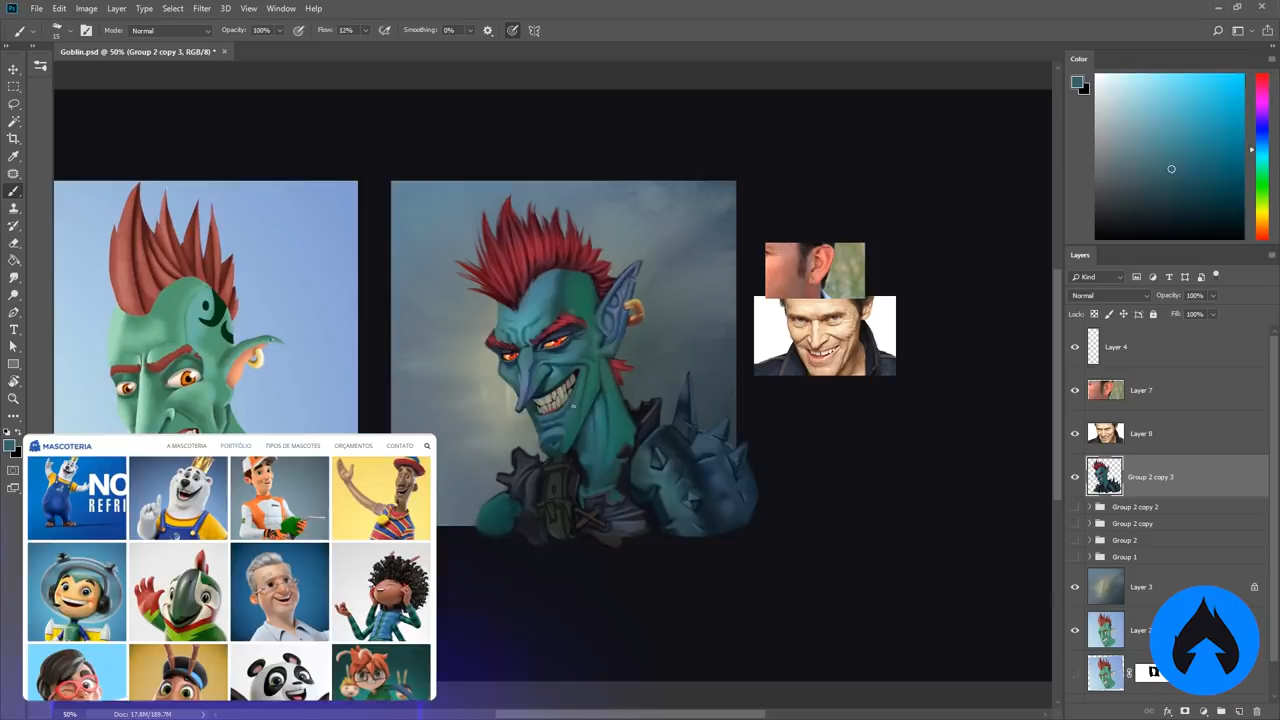 Ps File Edit Image Layer Type Select Filter 3D View Window Help
15 Mode: Normal Opacity: 100% Flow: 12% Smoothing: 0%
Goblin.psd @ 50% (Group 2 copy 3, RGB/8) * ×
Color
Layers
Kind
Normal Opacity: 100%
Lock: Fill: 100%
Layer 4
Layer 7
Layer 8
Group 2 copy 3
Group 2 copy 2
Group 2 copy
Group 2
Group 1
Layer 3
Layer 2
MASCOTERIA A MASCOTERIA PORTFÓLIO TIPOS DE MASCOTES ORÇAMENTOS CONTATO
NO
REFRI
50% Doc: 17.8M/189.7M